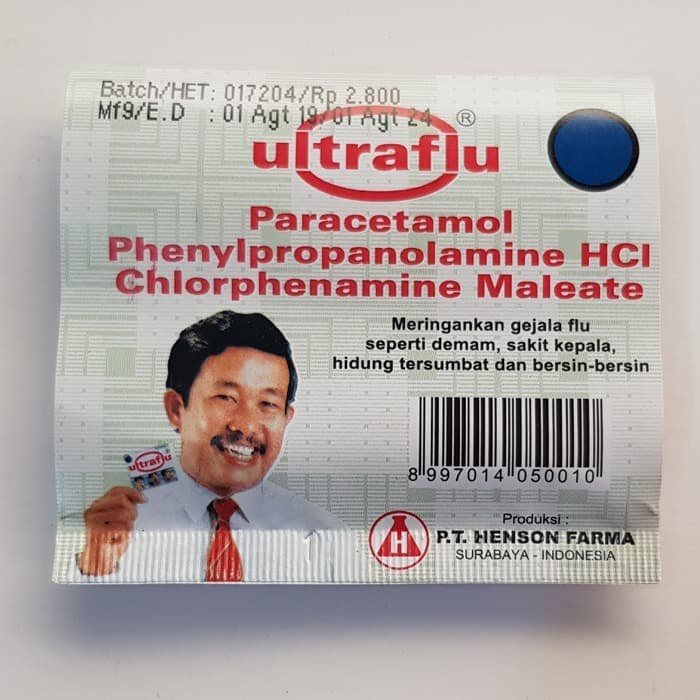 Batch/HET: 017204/Rp 2.800
Mfg/E.D : 01 Agt 19/01 Agt 24
ultraflu ®
Paracetamol
Phenylpropanolamine HCl
Chlorphenamine Maleate
Meringankan gejala flu
seperti demam, sakit kepala,
hidung tersumbat dan bersin-bersin
8 997014 050010
ultraflu
Produksi :
H
P.T. HENSON FARMA
SURABAYA - INDONESIA